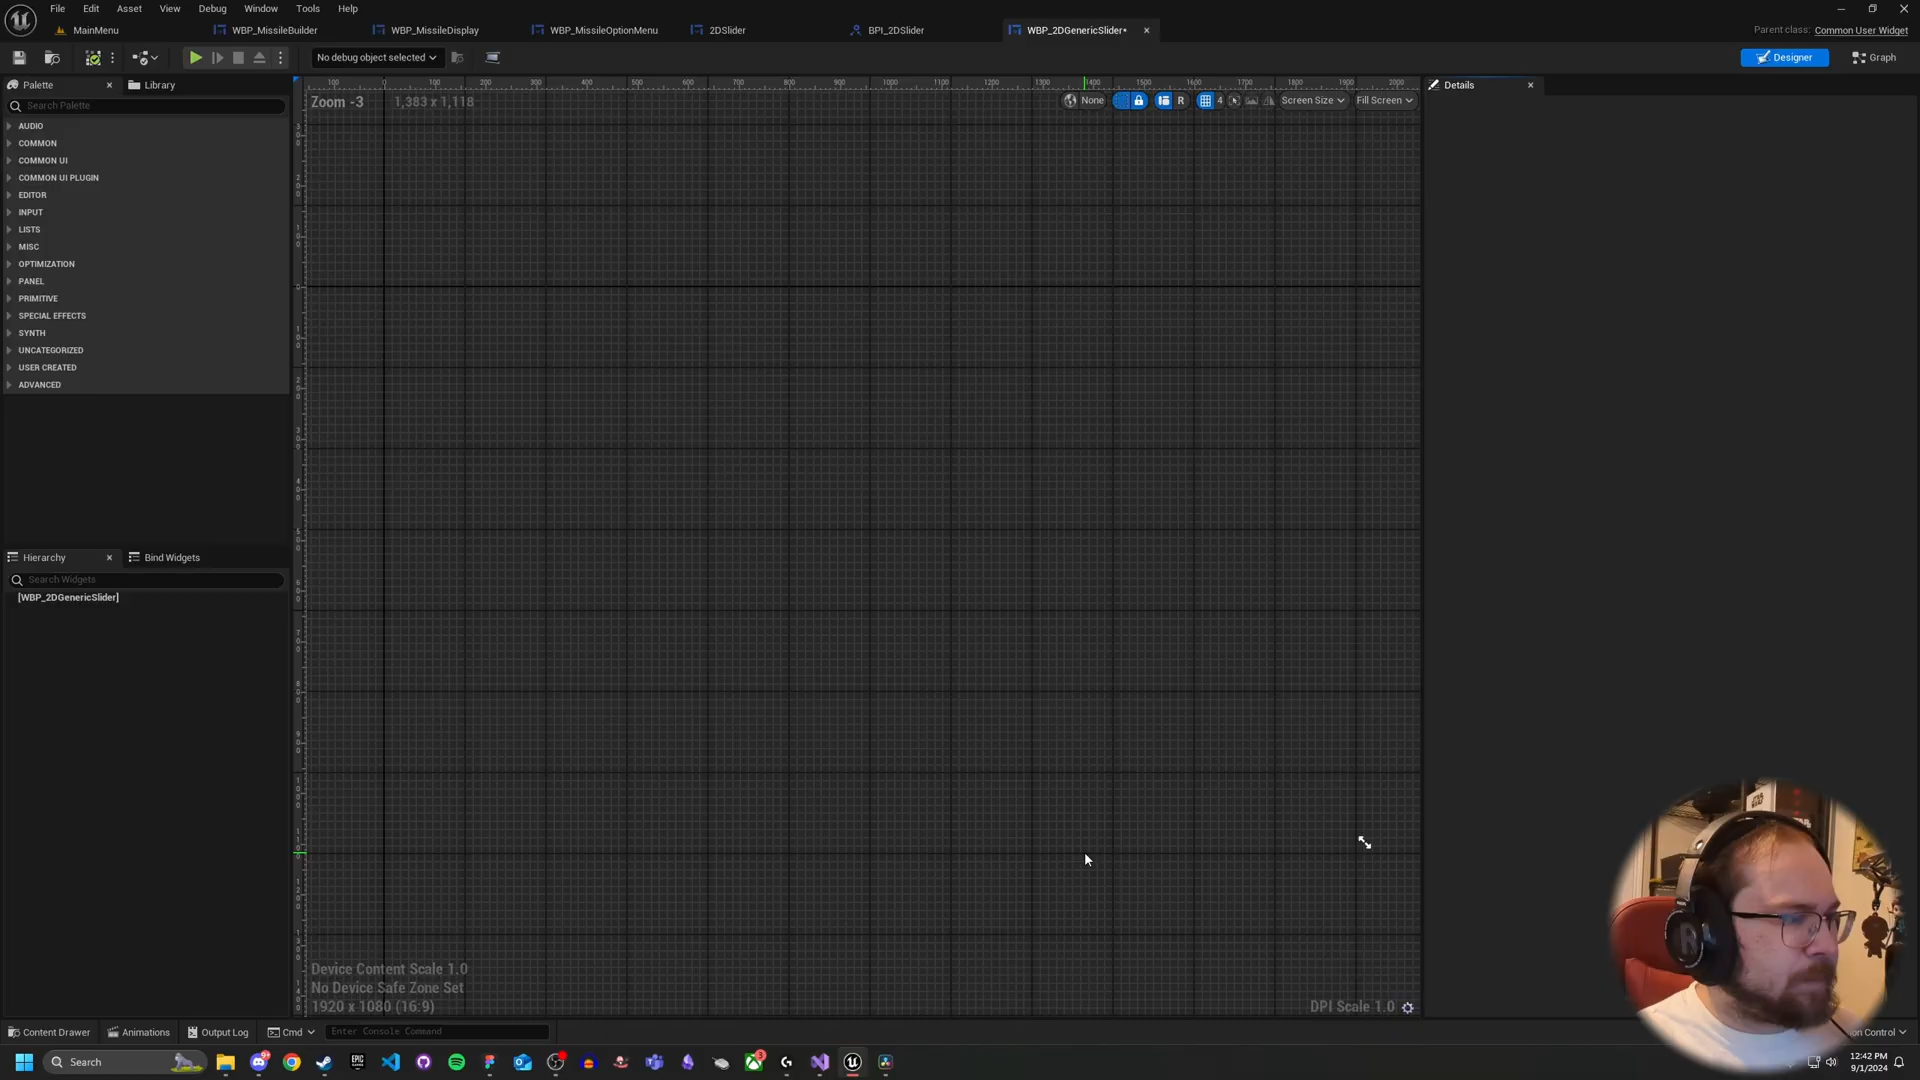 File Edit Asset View Debug Window Tools Help
MainMenu WBP_MissileBuilder WBP_MissileDisplay WBP_MissileOptionMenu 2DSlider BPI_2DSlider WBP_2DGenericSlider•
Parent class: Common User Widget
No debug object selected
Designer Graph
Palette Library
Details
Search Palette
Zoom -3 1,383 x 1,118
None R 4 Screen Size Fill Screen
AUDIO
COMMON
COMMON UI
COMMON UI PLUGIN
EDITOR
INPUT
LISTS
MISC
OPTIMIZATION
PANEL
PRIMITIVE
SPECIAL EFFECTS
SYNTH
UNCATEGORIZED
USER CREATED
ADVANCED
Hierarchy Bind Widgets
Search Widgets
[WBP_2DGenericSlider]
Device Content Scale 1.0
No Device Safe Zone Set
1920 x 1080 (16:9)
DPI Scale 1.0
Content Drawer Animations Output Log Cmd Enter Console Command
Control
Search
12:42 PM
9/1/2024